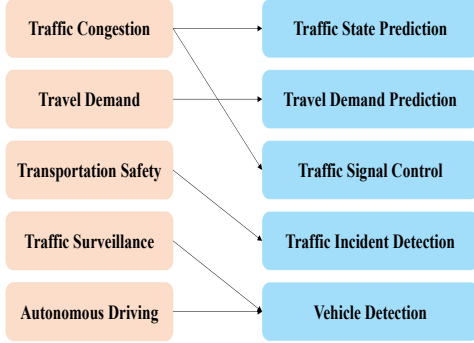 Traffic Congestion
Traffic State Prediction
Travel Demand
Travel Demand Prediction
Transportation Safety
Traffic Signal Control
Traffic Surveillance
Traffic Incident Detection
Autonomous Driving
Vehicle Detection